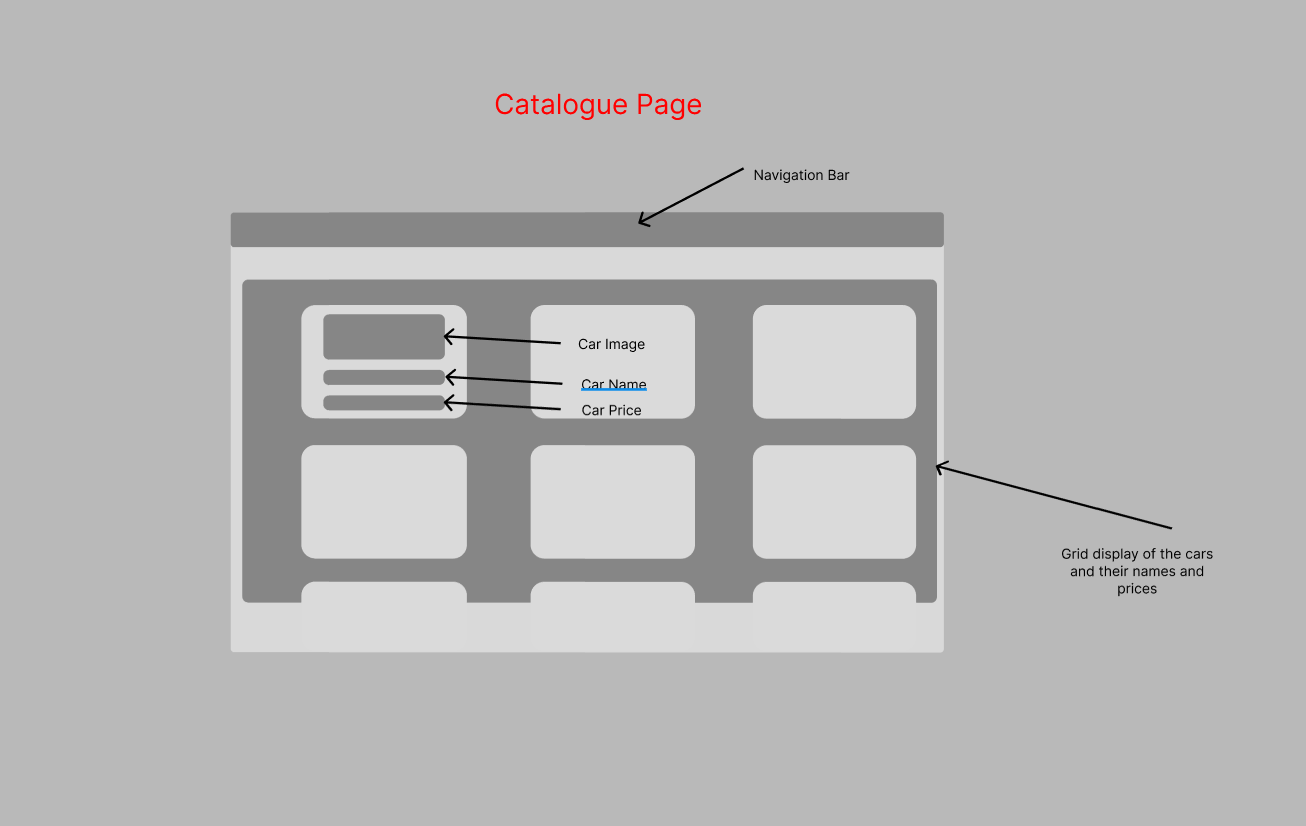 Catalogue Page
Navigation Bar
Car Image
Car Name
Car Price
Grid display of the cars
and their names and
prices